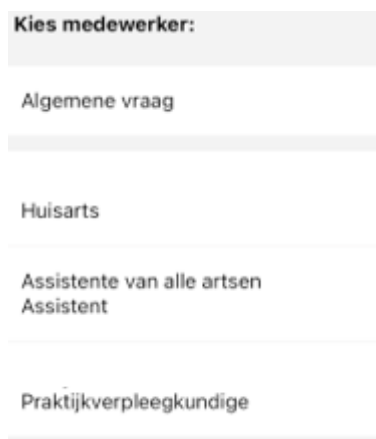 Kies medewerker:
Algemene vraag
Huisarts
Assistente van alle artsen
Assistent
Praktijkverpleegkundige